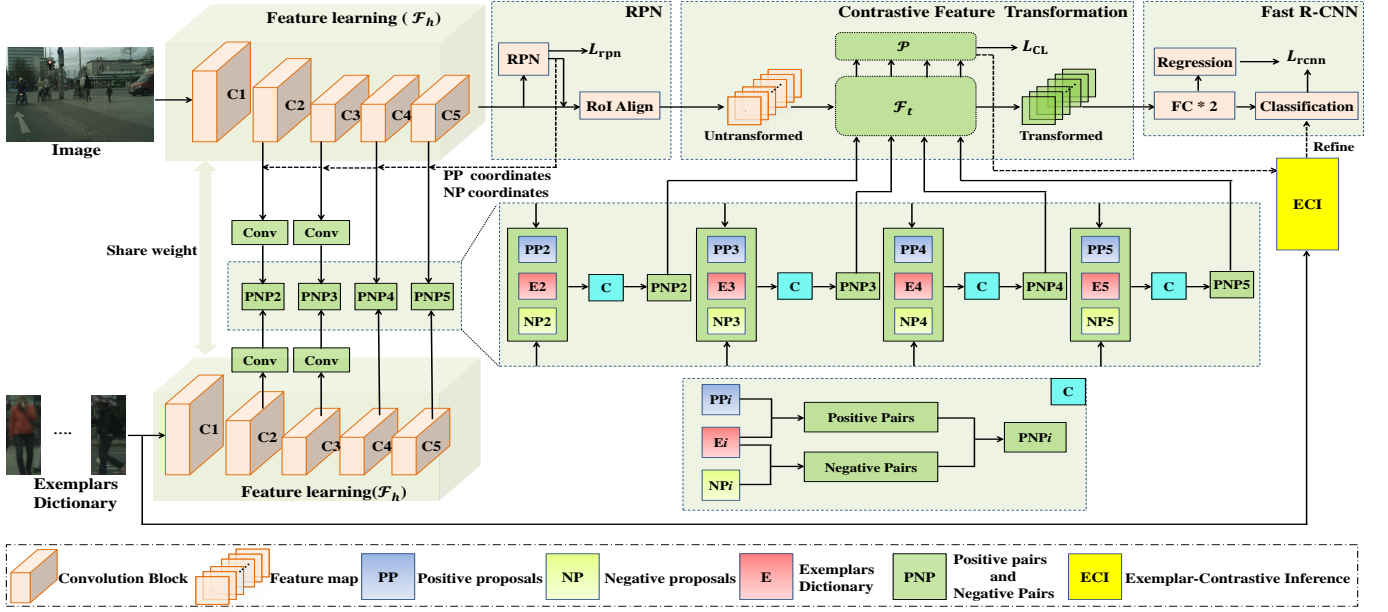 Feature learning ( ℱh)
RPN
Contrastive Feature Transformation
Fast R-CNN
C1
C2
C3
C4
C5
Image
RPN
Lrpn
RoI Align
𝒫
LCL
ℱt
Untransformed
Transformed
Regression
Lrcnn
FC * 2
Classification
Refine
ECI
PP coordinates
NP coordinates
Share weight
Conv
Conv
PNP2
PNP3
PNP4
PNP5
Conv
Conv
PP2
E2
NP2
C
PNP2
PP3
E3
NP3
C
PNP3
PP4
E4
NP4
C
PNP4
PP5
E5
NP5
C
PNP5
C1
C2
C3
C4
C5
Feature learning(ℱh)
....
Exemplars
Dictionary
C
PPi
Ei
NPi
Positive Pairs
Negative Pairs
PNPi
Convolution Block
Feature map
PP
Positive proposals
NP
Negative proposals
E
Exemplars
Dictionary
PNP
Positive pairs
and
Negative Pairs
ECI
Exemplar-Contrastive Inference